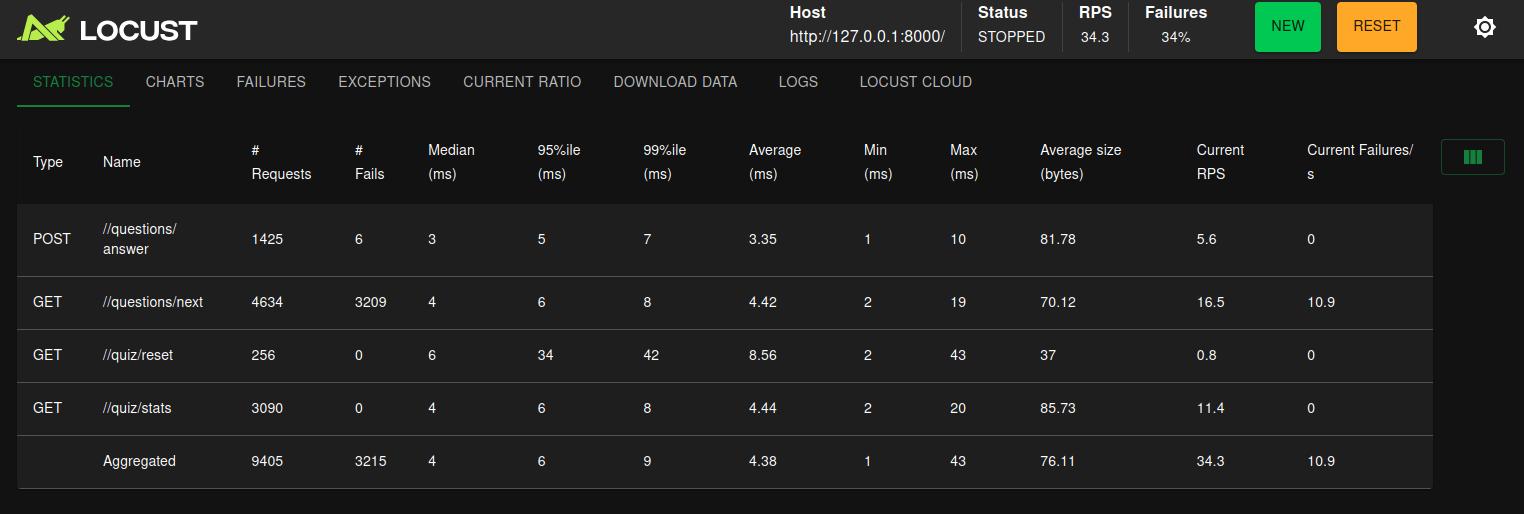 LOCUST
Host Status RPS Failures
http://127.0.0.1:8000/ STOPPED 34.3 34% NEW RESET
STATISTICS CHARTS FAILURES EXCEPTIONS CURRENT RATIO DOWNLOAD DATA LOGS LOCUST CLOUD
# # Median 95%ile 99%ile Average Min Max Average size Current Current Failures/
Type Name
Requests Fails (ms) (ms) (ms) (ms) (ms) (ms) (bytes) RPS s
//questions/
POST 1425 6 3 5 7 3.35 1 10 81.78 5.6 0
answer
GET //questions/next 4634 3209 4 6 8 4.42 2 19 70.12 16.5 10.9
GET //quiz/reset 256 0 6 34 42 8.56 2 43 37 0.8 0
GET //quiz/stats 3090 0 4 6 8 4.44 2 20 85.73 11.4 0
Aggregated 9405 3215 4 6 9 4.38 1 43 76.11 34.3 10.9